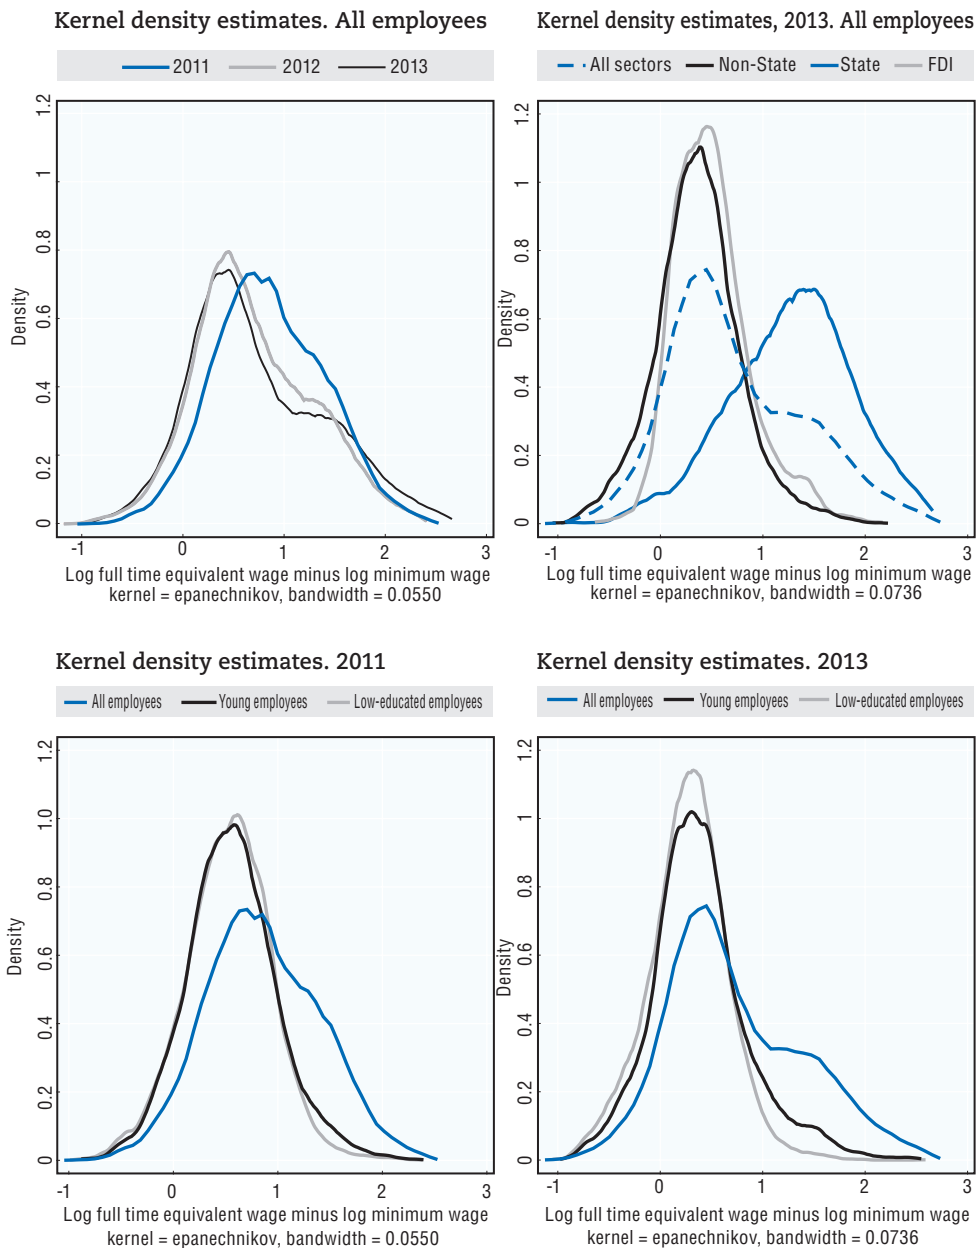 Kernel density estimates. All employees
2011 2012 2013
1.2
1
0.8
0.6
0.4
0.2
0
Density
-1 0 1 2 3
Log full time equivalent wage minus log minimum wage
kernel = epanechnikov, bandwidth = 0.0550
Kernel density estimates, 2013. All employees
All sectors Non-State State FDI
1.2
1
0.8
0.6
0.4
0.2
0
Density
-1 0 1 2 3
Log full time equivalent wage minus log minimum wage
kernel = epanechnikov, bandwidth = 0.0736
Kernel density estimates. 2011
All employees Young employees Low-educated employees
1.2
1.0
0.8
0.6
0.4
0.2
0
Density
-1 0 1 2 3
Log full time equivalent wage minus log minimum wage
kernel = epanechnikov, bandwidth = 0.0550
Kernel density estimates. 2013
All employees Young employees Low-educated employees
1.2
1
0.8
0.6
0.4
0.2
0
Density
-1 0 1 2 3
Log full time equivalent wage minus log minimum wage
kernel = epanechnikov, bandwidth = 0.0736